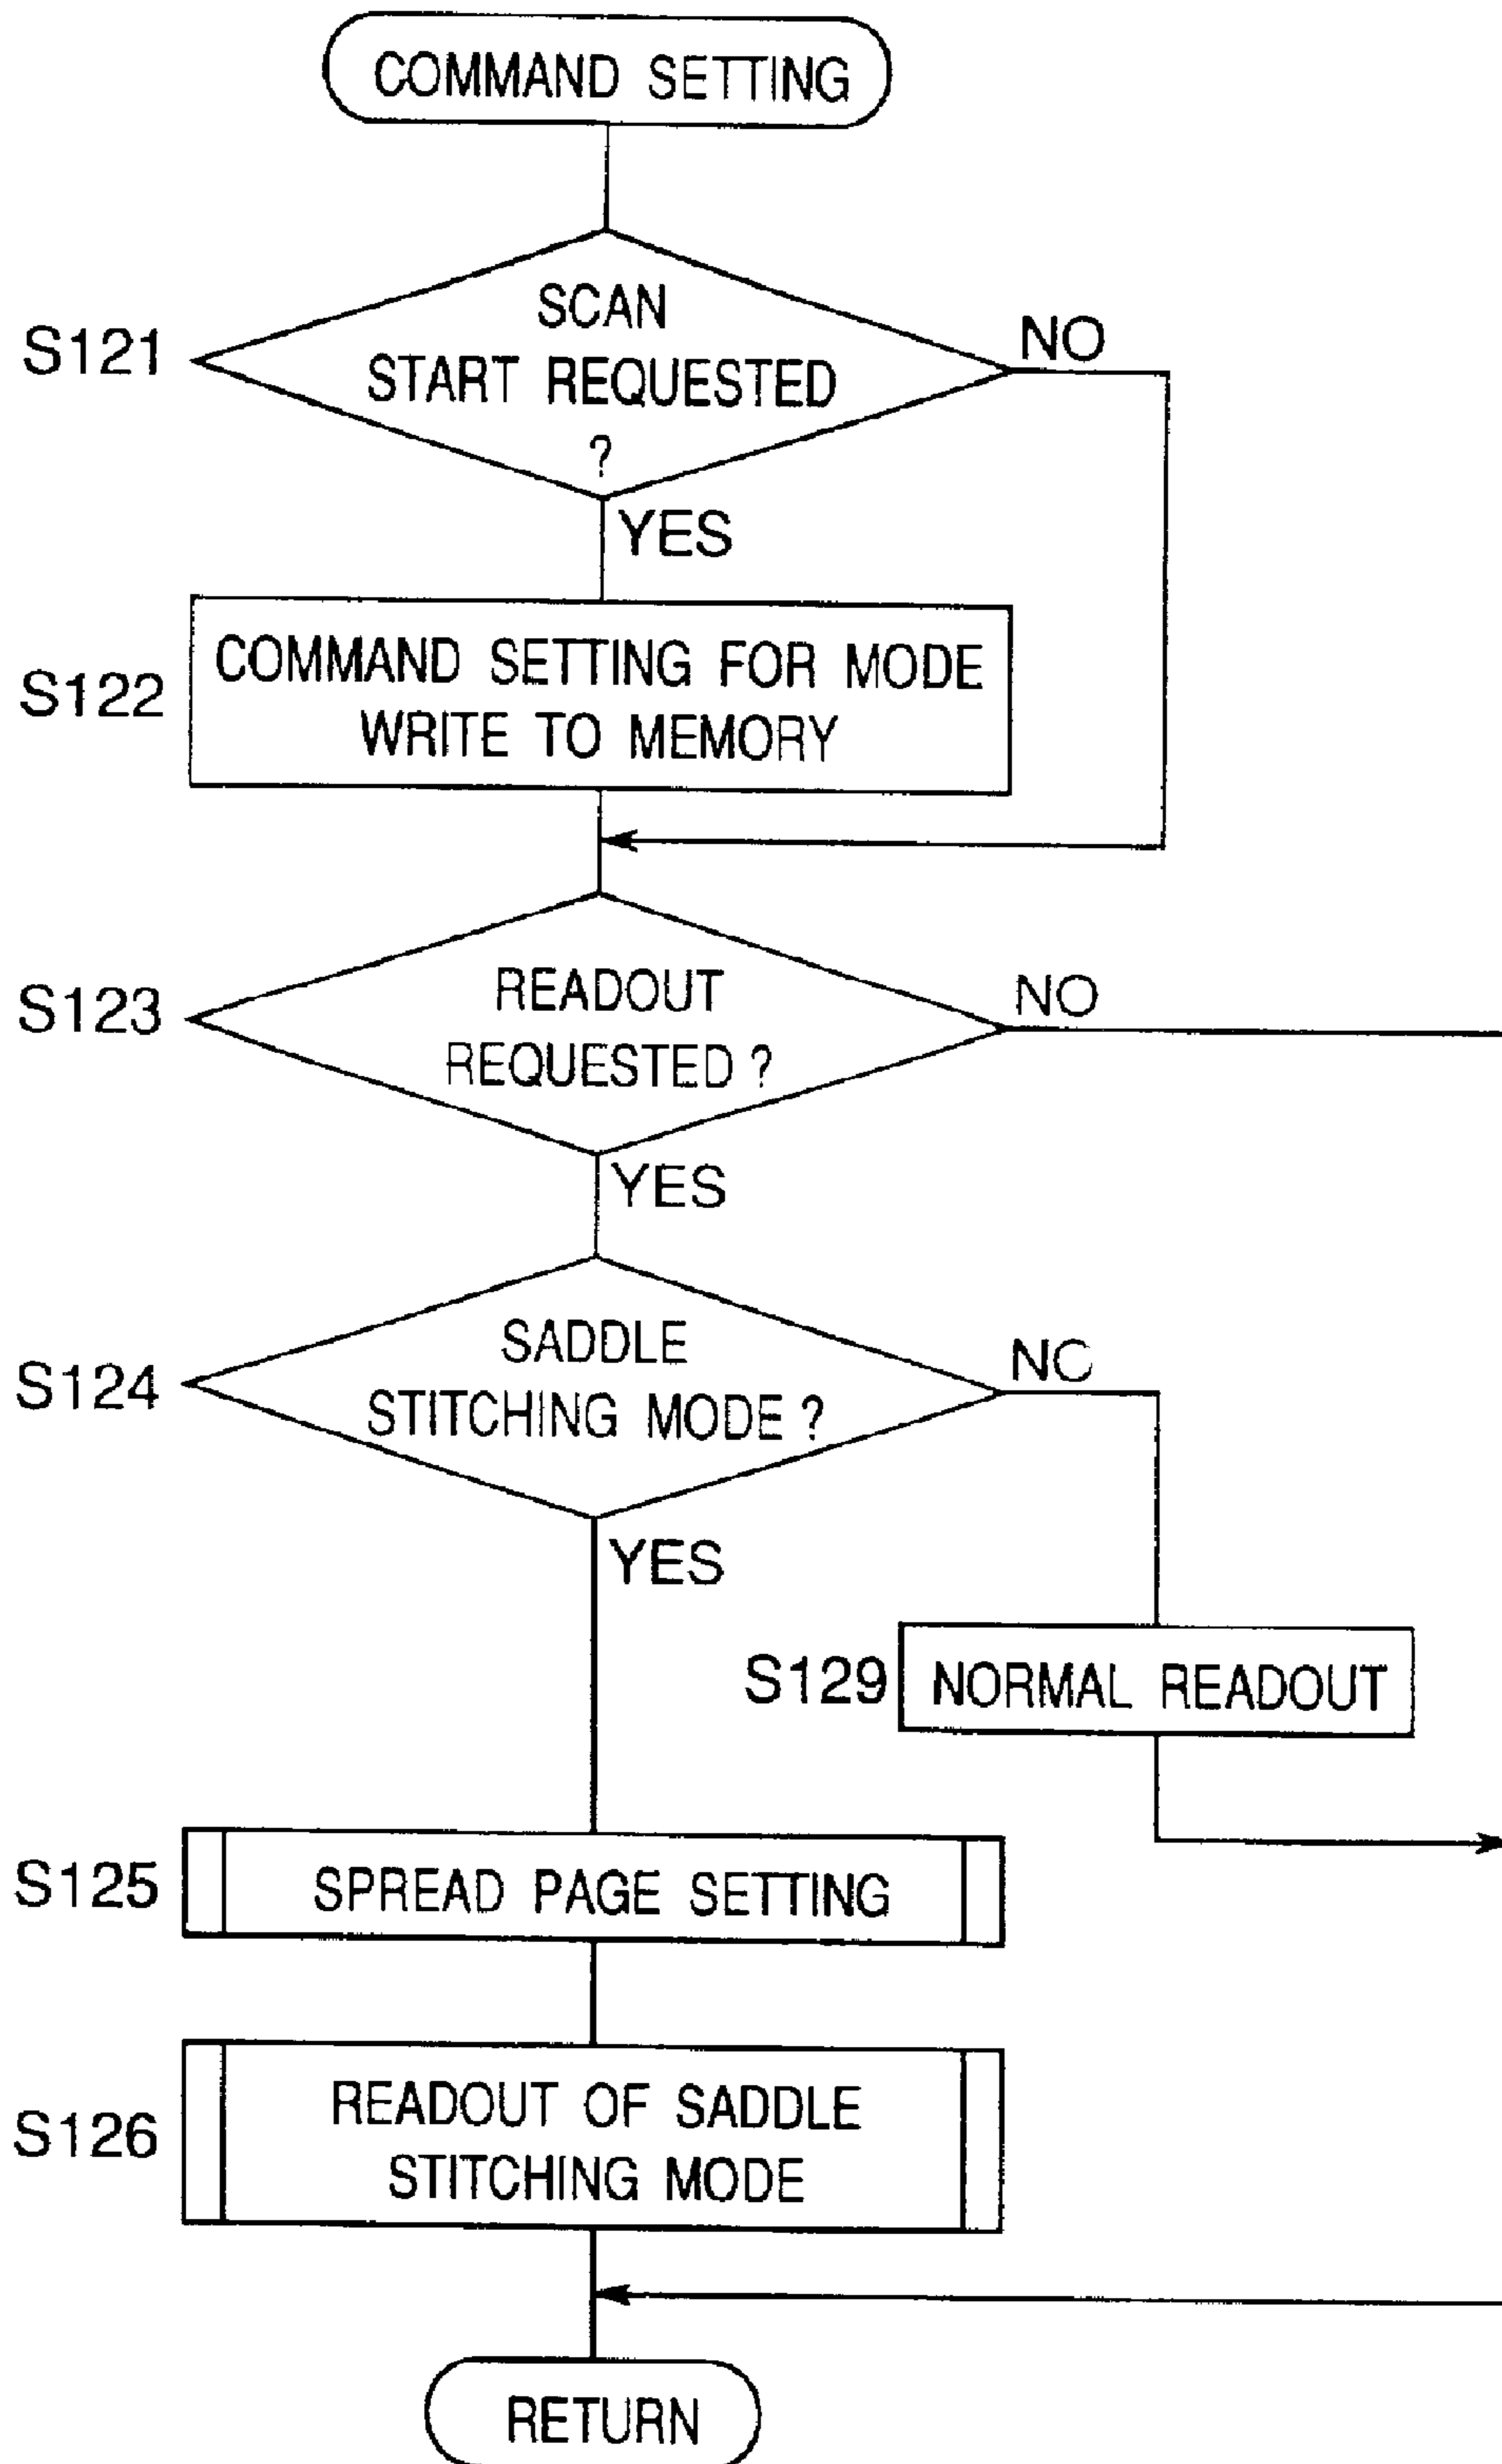 COMMAND SETTING
S121
SCAN
START REQUESTED
?
NO
YES
S122
COMMAND SETTING FOR MODE
WRITE TO MEMORY
S123
READOUT
REQUESTED ?
NO
YES
S124
SADDLE
STITCHING MODE ?
NO
YES
S129
NORMAL READOUT
S125
SPREAD PAGE SETTING
S126
READOUT OF SADDLE
STITCHING MODE
RETURN